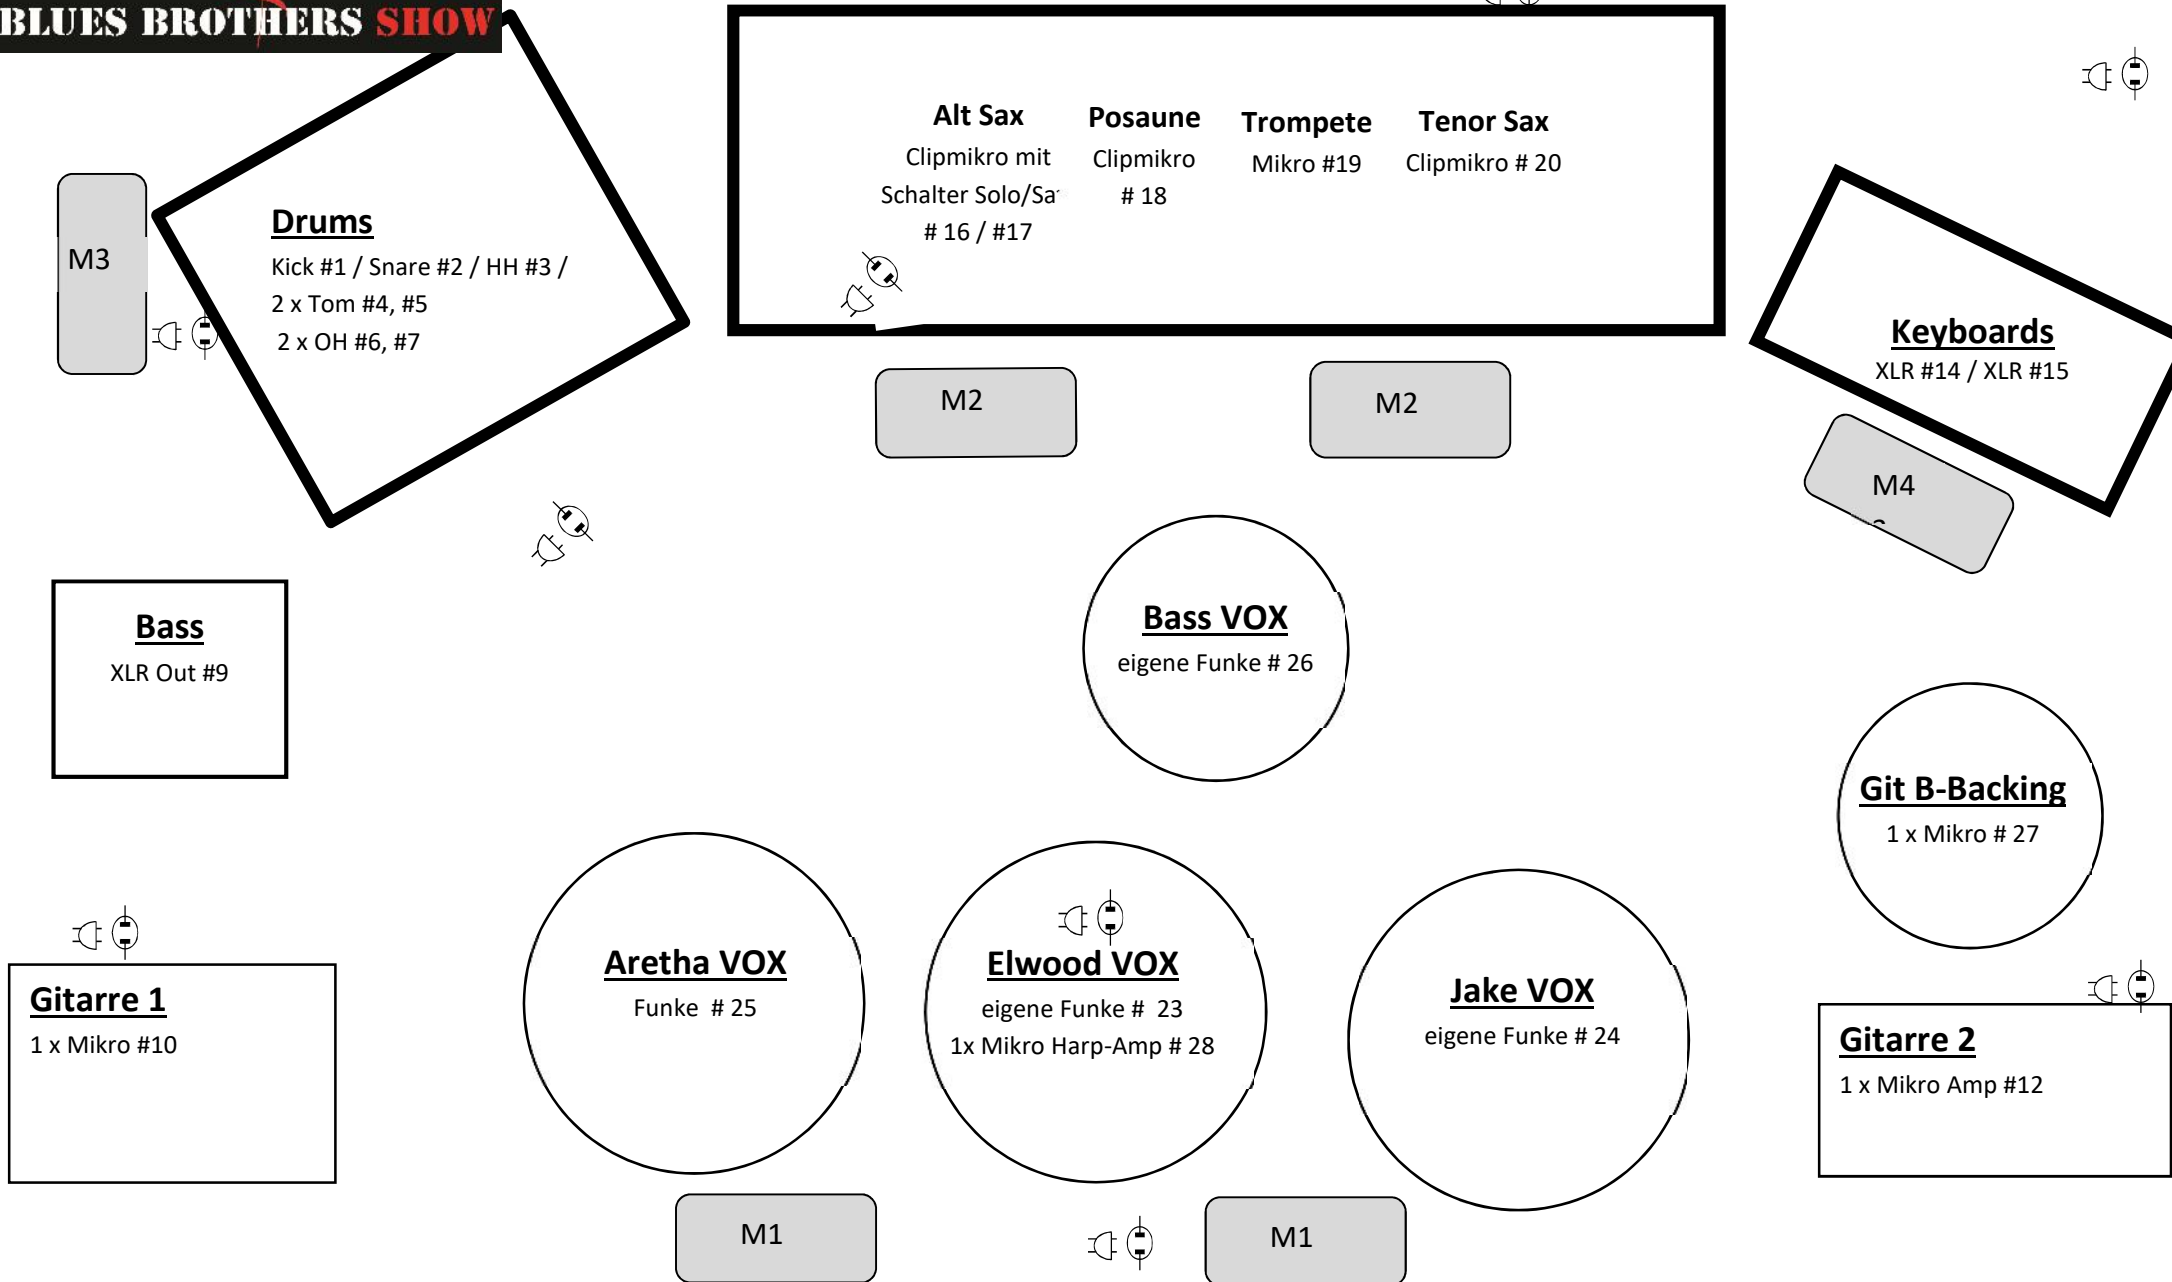 BLUES BROTHERS SHOW
Alt Sax
Clipmikro mit
Schalter Solo/Sa
# 16 / #17
Posaune
Clipmikro
# 18
Trompete
Mikro #19
Tenor Sax
Clipmikro # 20
M3
Drums
Kick #1 / Snare #2 / HH #3 /
2 x Tom #4, #5
2 x OH #6, #7
Keyboards
XLR #14 / XLR #15
M2
M2
M4
Bass
XLR Out #9
Bass VOX
eigene Funke # 26
Git B-Backing
1 x Mikro # 27
Gitarre 1
1 x Mikro #10
Aretha VOX
Funke # 25
Elwood VOX
eigene Funke # 23
1x Mikro Harp-Amp # 28
Jake VOX
eigene Funke # 24
Gitarre 2
1 x Mikro Amp #12
M1
M1